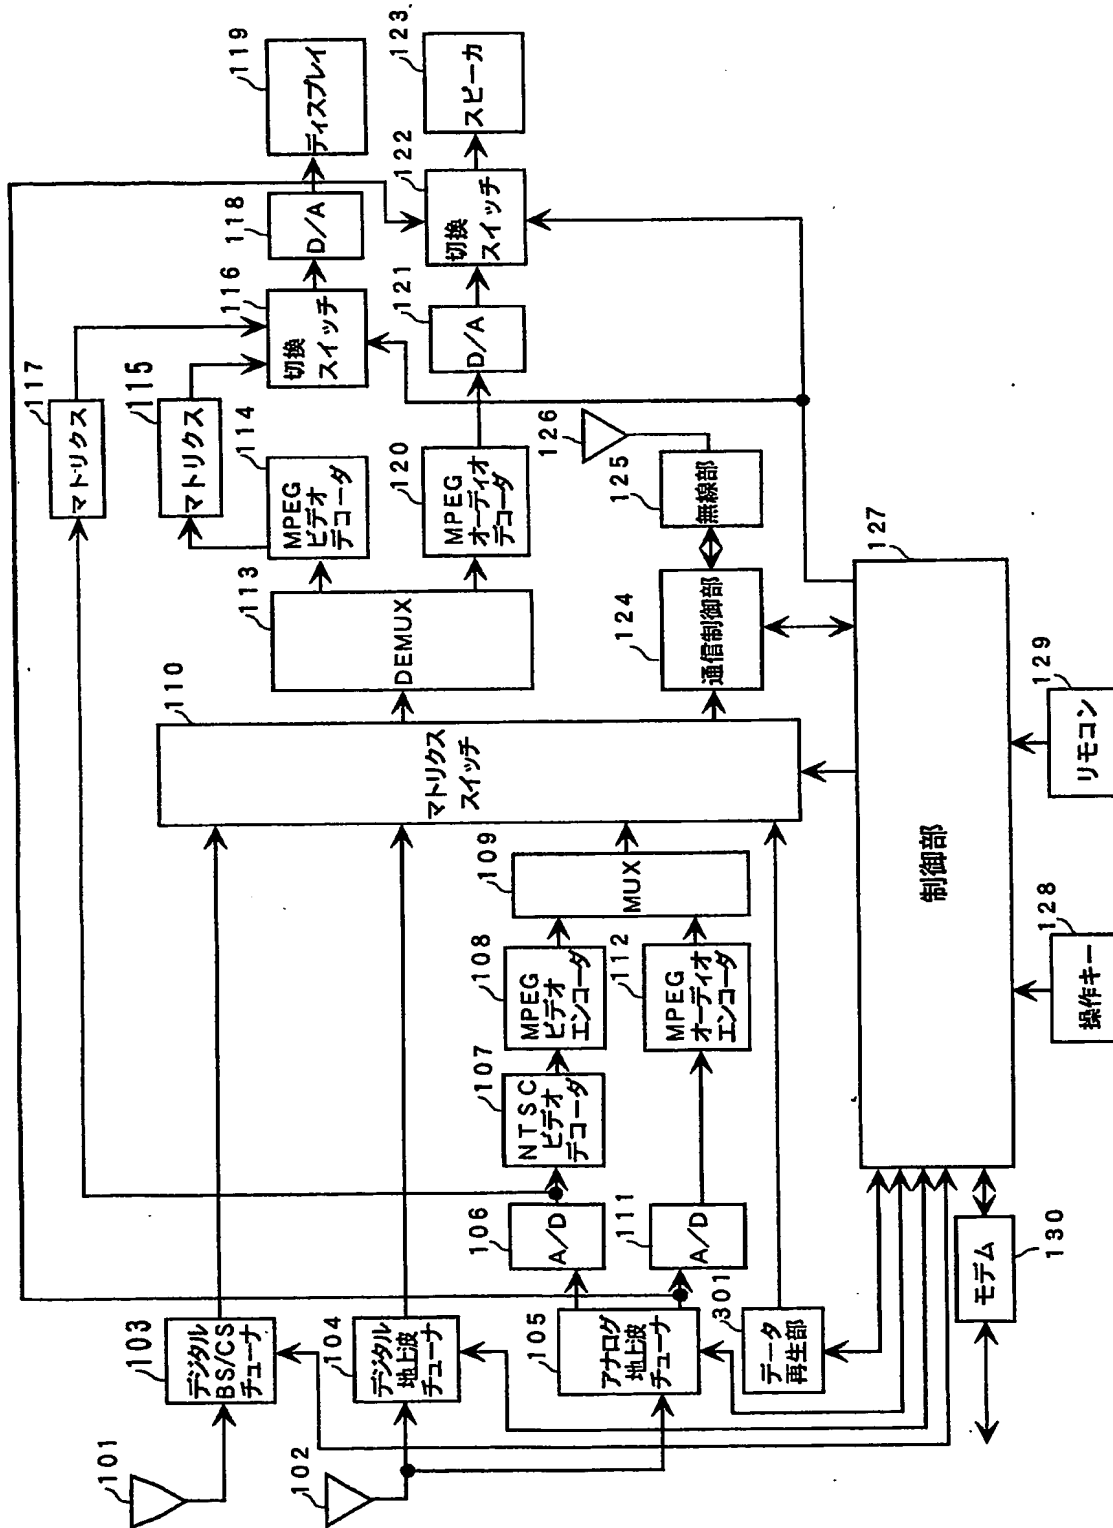 101
103
デジタル
BS/CS
チューナ
102
104
デジタル
地上波
チューナ
105
アナログ
地上波
チューナ
301
データ
再生部
106
A/D
111
A/D
107
NTSC
ビデオ
デコーダ
108
MPEG
ビデオ
エンコーダ
112
MPEG
オーディオ
エンコーダ
109
MUX
110
マトリクス
スイッチ
113
DEMUX
114
MPEG
ビデオ
デコーダ
120
MPEG
オーディオ
デコーダ
117
マトリクス
115
マトリクス
116
切換
スイッチ
118
D/A
119
ディスプレイ
121
D/A
122
切換
スイッチ
123
スピーカ
124
通信制御部
125
無線部
126
127
制御部
128
操作キー
129
リモコン
130
モデム